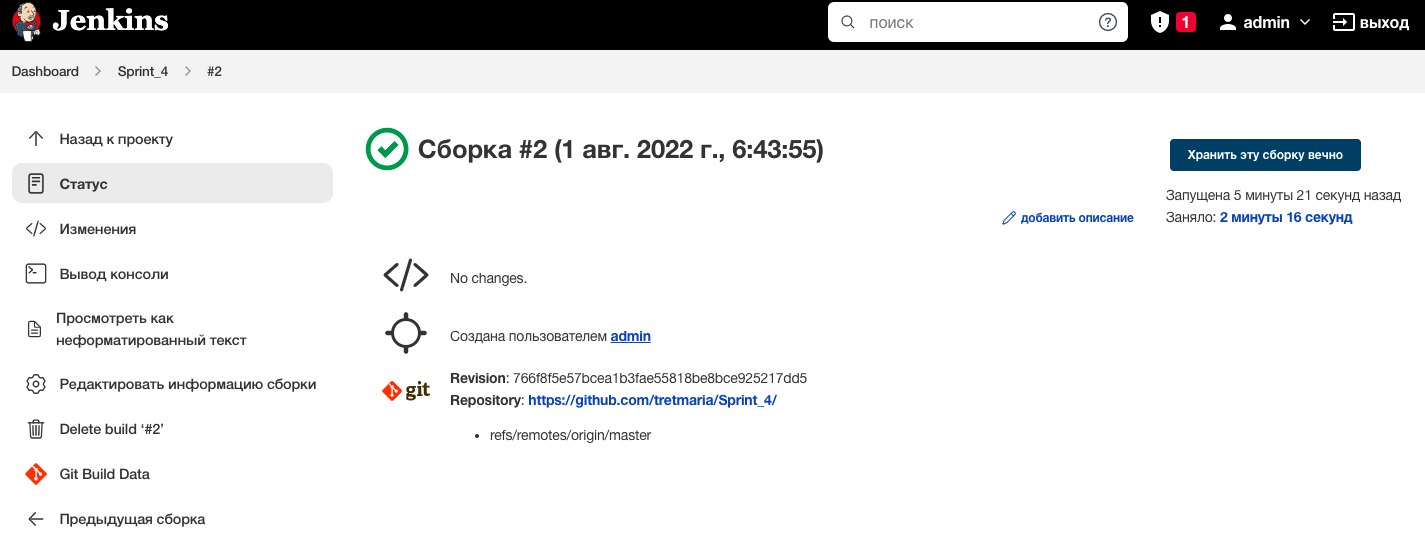 Jenkins
поиск
1
admin
выход
Dashboard
Sprint_4
#2
Назад к проекту
Статус
Изменения
Вывод консоли
Просмотреть как
неформатированный текст
Редактировать информацию сборки
Delete build ‘#2’
Git Build Data
Предыдущая сборка
Сборка #2 (1 авг. 2022 г., 6:43:55)
Хранить эту сборку вечно
Запущена 5 минуты 21 секунд назад
Заняло: 2 минуты 16 секунд
добавить описание
No changes.
Создана пользователем admin
git
Revision: 766f8f5e57bcea1b3fae55818be8bce925217dd5
Repository: https://github.com/tretmaria/Sprint_4/
refs/remotes/origin/master